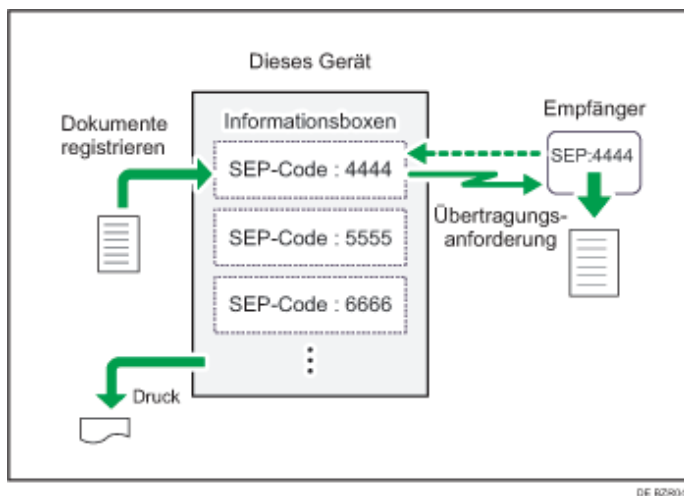 Dieses Gerät
Dokumente
registrieren
Informationsboxen
SEP-Code : 4444
SEP-Code : 5555
SEP-Code : 6666
Empfänger
SEP:4444
Übertragungs-
anforderung
Druck